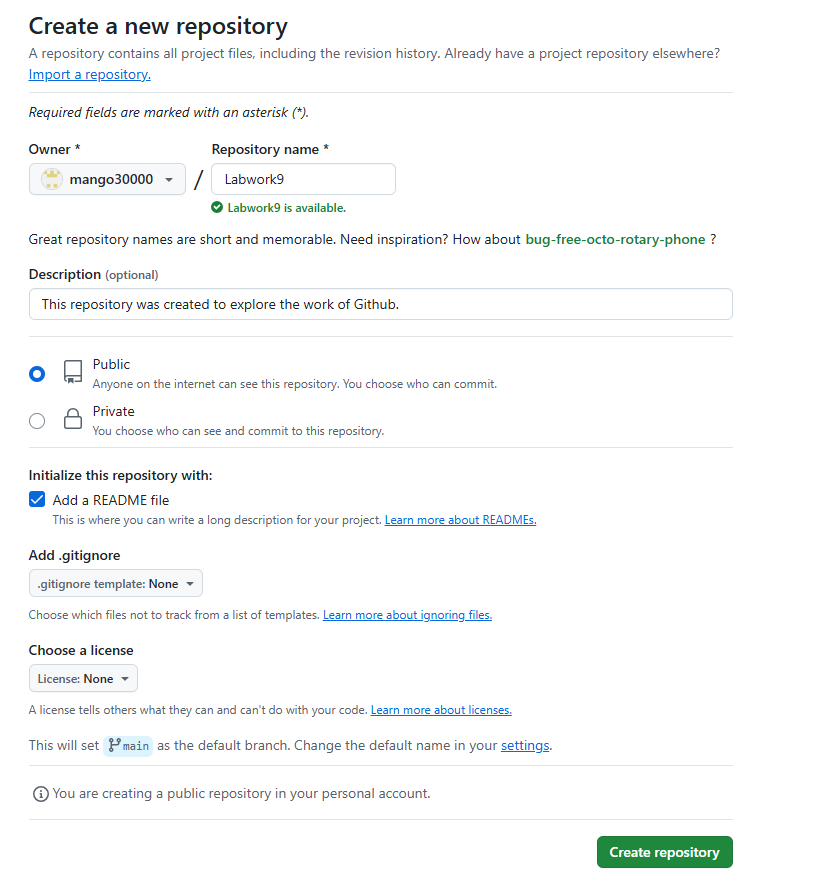 Create a new repository
A repository contains all project files, including the revision history. Already have a project repository elsewhere?
Import a repository.
Required fields are marked with an asterisk (*).
Owner * Repository name *
mango30000 / Labwork9
Labwork9 is available.
Great repository names are short and memorable. Need inspiration? How about bug-free-octo-rotary-phone ?
Description (optional)
This repository was created to explore the work of Github.
Public
Anyone on the internet can see this repository. You choose who can commit.
Private
You choose who can see and commit to this repository.
Initialize this repository with:
Add a README file
This is where you can write a long description for your project. Learn more about READMEs.
Add .gitignore
.gitignore template: None
Choose which files not to track from a list of templates. Learn more about ignoring files.
Choose a license
License: None
A license tells others what they can and can't do with your code. Learn more about licenses.
This will set main as the default branch. Change the default name in your settings.
You are creating a public repository in your personal account.
Create repository